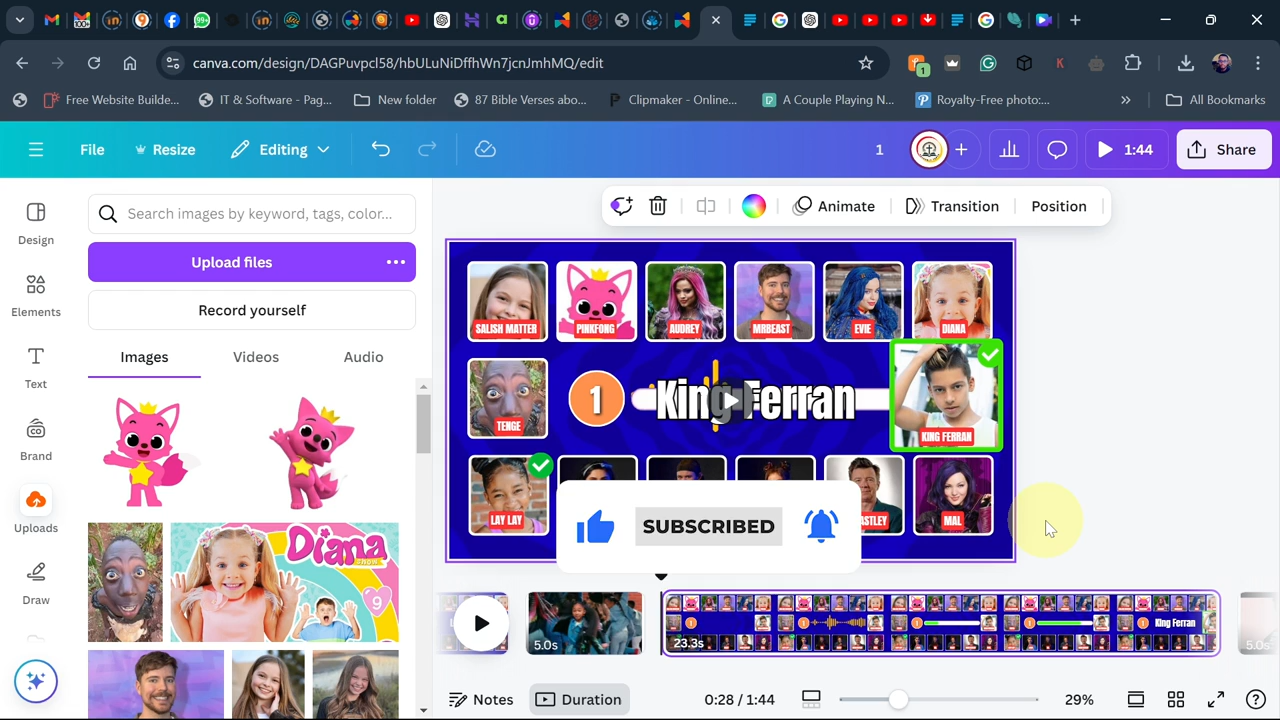 100
99+
canva.com/design/DAGPuvpcl58/hbULuNiDffhWn7jcnJmhMQ/edit
1
K
Free Website Builde...
IT & Software - Pag...
New folder
87 Bible Verses abo...
Clipmaker - Online...
A Couple Playing N...
Royalty-Free photo:...
»
All Bookmarks
File
Resize
Editing
1
1:44
Share
Design
Elements
Text
Brand
Uploads
Draw
Search images by keyword, tags, color...
Upload files
Record yourself
Images
Videos
Audio
Diana
9
Animate
Transition
Position
SALISH MATTER
PINKFONG
AUDREY
MRBEAST
EVIE
DIANA
TENGE
1
King Ferran
KING FERRAN
LAY LAY
ASTLEY
MAL
SUBSCRIBED
5.0s
23.3s
King Ferran
5.0s
Notes
Duration
0:28 / 1:44
29%